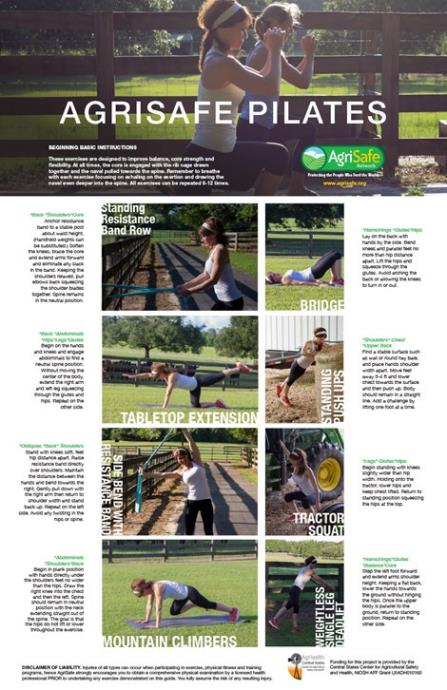 AGRISAFE PILATES
BEGINNING BASIC INSTRUCTIONS
These exercises are designed to improve balance, core strength and
flexibility. At all times, the core is engaged with the rib cage drawn
together and the naval pulled towards the spine. Remember to breathe
with each exercise focusing on exhaling on the exertion and drawing the
navel even deeper into the spine. All exercises can be repeated 8-12 times.
AgriSafe
Network
Protecting the People Who Feed the World
www.agrisafe.org
*Back *Shoulders*Core
Anchor resistance
band to a stable post
about waist height.
(Handheld weights can
be substituted.) Soften
the knees, brace the core
and extend arms forward
and eliminate any slack
in the band. Keeping the
shoulders relaxed, pull
elbows back squeezing
the shoulder blades
together. Spine remains
in the neutral position.
Standing
Resistance
Band Row
BRIDGE
*Hamstrings *Glutes*Hips
Lay on the back with
hands by the side. Bend
knees and parallel feet no
more than hip distance
apart. Lift the hips and
squeeze through the
glutes. Avoid arching the
back or allowing the knees
to turn in or out.
*Back *Abdominals
*Hips*Legs*Glutes
Begin on the hands
and knees and engage
abdominals to find a
neutral spine position.
Without moving the
center of the body,
extend the right arm
and left leg squeezing
through the glutes and
hips. Repeat on the
other side.
TABLETOP EXTENSION
STANDING
PUSH UPS
*Shoulders* Chest
*Upper Back
Find a stable surface such
as wall or round hay bale,
and place hands shoulder
width apart. Move feet
away 3-4 ft and lower
chest towards the surface
and then push up. Body
should remain in a straight
line. Add a challenge by
lifting one foot at a time.
*Obliques *Back* Shoulders
Stand with knees soft, feet
hip distance apart. Raise
resistance band directly
over shoulders. Maintain
the distance between the
hands and bend towards the
right. Gently pull down with
the right arm then return to
shoulder width and stand
back up. Repeat on the left
side. Avoid any twisting in the
hips or spine.
SIDE BEND WITH
RESISTANCE BAND
TRACTOR
SQUAT
*Legs* Glutes*Hips
Begin standing with knees
slightly wider than hip
width. Holding onto the
tractor, lower hips and
keep chest lifted. Return to
standing position squeezing
the hips at the top.
*Abdominals
*Shoulders*Back
Begin in plank position
with hands directly under
the shoulders feet no wider
than the hips. Draw the
right knee into the chest
and then the left. Spine
should remain in neutral
position with the neck
extending straight out of
the spine. The goal is that
the hips do not lift or lower
throughout the exercise.
MOUNTAIN CLIMBERS
WEIGHTLESS
SINGLE LEG
DEADLIFT
*Hamstrings*Glutes
*Balance*Core
Step the left foot forward
and extend arms shoulder
height. Keeping a flat back,
lower the hands towards
the ground without hinging
the hips. Once the upper
body is parallel to the
ground, return to standing
position. Repeat on the
other side.
DISCLAIMER OF LIABILITY. Injuries of all types can occur when participating in exercises, physical fitness and training
programs, hence AgriSafe strongly encourages you to obtain a comprehensive physical examination by a licensed health
professional PRIOR to undertaking any exercise demonstrated on this guide. You fully assume the risk of any resulting injury.
Funding for this project is provided by the
Central States Center for Agricultural Safety
and Health, NIOSH AFF Grant